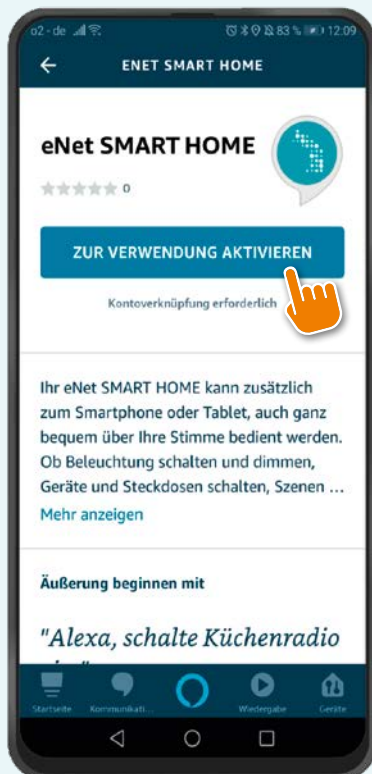 o2-de 83 % 12:09
ENET SMART HOME
eNet SMART HOME
0
ZUR VERWENDUNG AKTIVIEREN
Kontoverknüpfung erforderlich
Ihr eNet SMART HOME kann zusätzlich
zum Smartphone oder Tablet, auch ganz
bequem über Ihre Stimme bedient werden.
Ob Beleuchtung schalten und dimmen,
Geräte und Steckdosen schalten, Szenen ...
Mehr anzeigen
Äußerung beginnen mit
"Alexa, schalte Küchenradio
Startseite Kommunikati... Wiedergabe Geräte